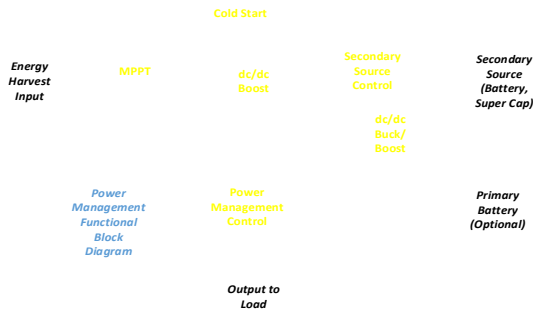 Cold Start
Energy
Harvest
Input
MPPT
dc/dc
Boost
Secondary
Source
Control
Secondary
Source
(Battery,
Super Cap)
dc/dc
Buck/
Boost
Power
Management
Functional
Block
Diagram
Power
Management
Control
Primary
Battery
(Optional)
Output to
Load